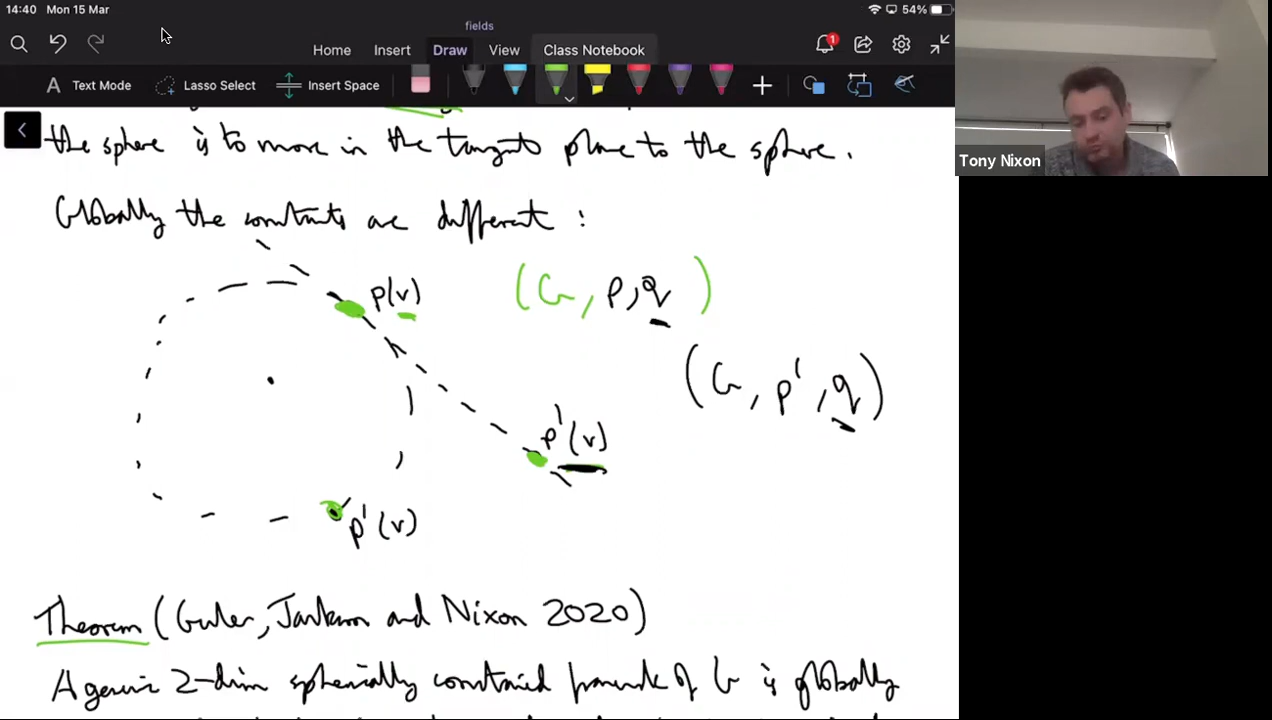 14:40 Mon 15 Mar
54%
fields
Home Insert Draw View Class Notebook
1
A Text Mode Lasso Select Insert Space
the sphere is to move in the tangent plane to the sphere.
Globally the constraints are different :
p(v)
(G, p, q)
(G, p', q)
p'(v)
p'(v)
Tony Nixon
Theorem (Guler, Jackson and Nixon 2020)
A generic 2-dim spherically constrained framework of G is globally